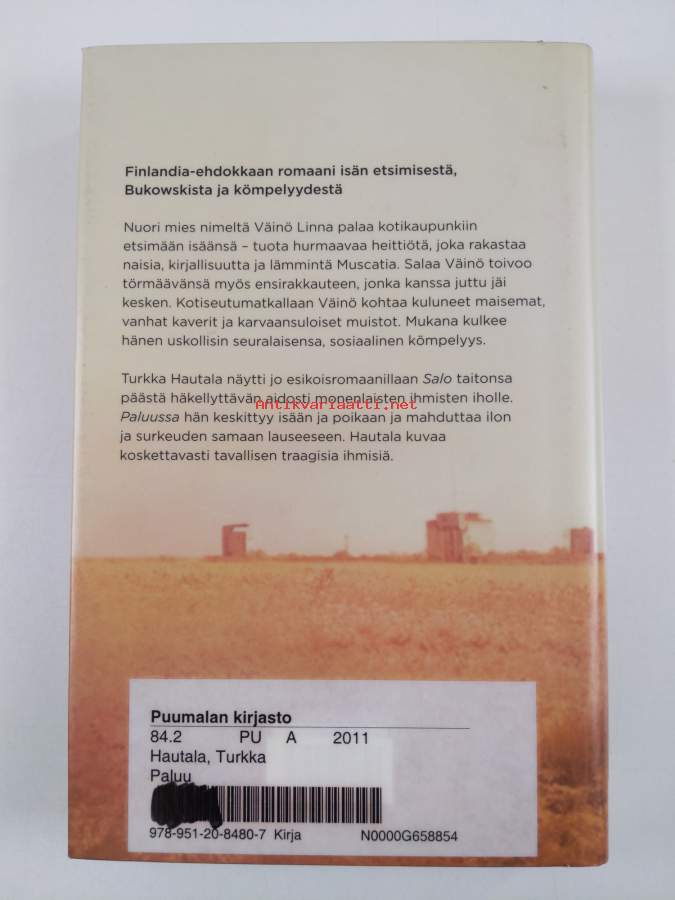 Finlandia-ehdokkaan romaani isän etsimisestä,
Bukowskista ja kömpelyydestä
Nuori mies nimeltä Väinö Linna palaa kotikaupunkiin
etsimään isäänsä – tuota hurmaavaa heittiötä, joka rakastaa
naisia, kirjallisuutta ja lämmintä Muscatia. Salaa Väinö toivoo
törmäävänsä myös ensirakkauteen, jonka kanssa juttu jäi
kesken. Kotiseutumatkallaan Väinö kohtaa kuluneet maisemat,
vanhat kaverit ja karvaansuloiset muistot. Mukana kulkee
hänen uskollisin seuralaisensa, sosiaalinen kömpelyys.
Turkka Hautala näytti jo esikoisromaanillaan Salo taitonsa
päästä häkellyttävän aidosti monenlaisten ihmisten iholle.
Antikvariaatti.net
Paluussa hän keskittyy isään ja poikaan ja mahduttaa ilon
ja surkeuden samaan lauseeseen. Hautala kuvaa
koskettavasti tavallisen traagisia ihmisiä.
Puumalan kirjasto
84.2 PU A 2011
Hautala, Turkka
Paluu
978-951-20-8480-7 Kirja N0000G658854